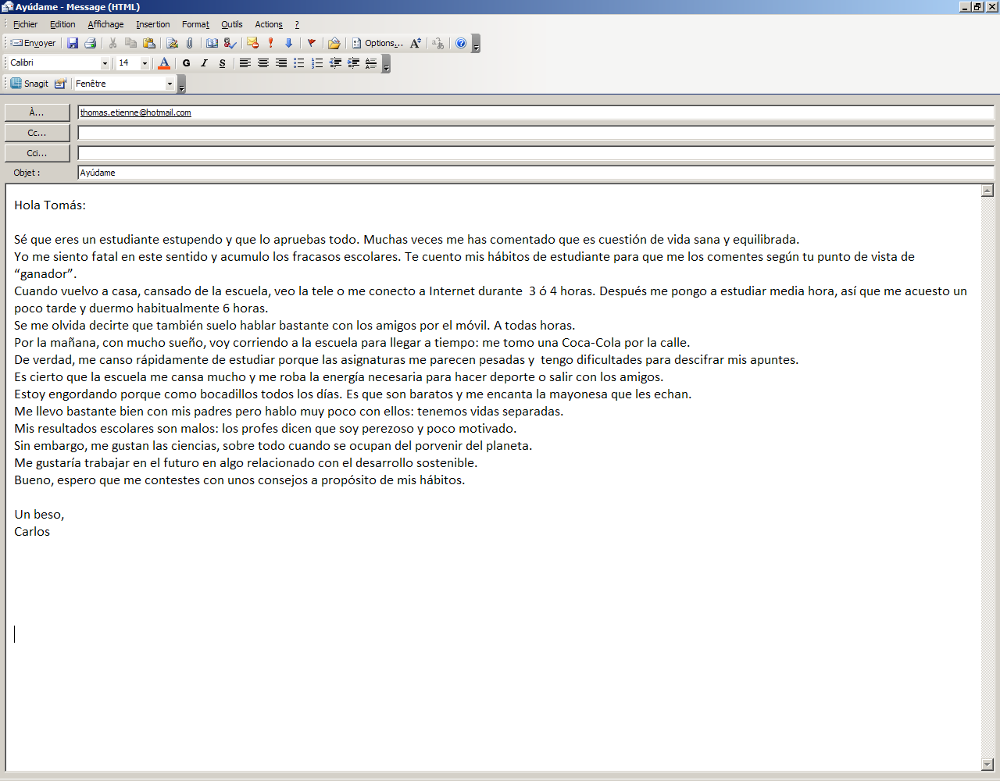 Ayúdame - Message (HTML)
Fichier Edition Affichage Insertion Format Outils Actions ?
Envoyer Options...
Calibri 14 A G I S
Snagit Fenêtre
À... thomas.etienne@hotmail.com
Cc...
Cci...
Objet : Ayúdame
Hola Tomás:
Sé que eres un estudiante estupendo y que lo apruebas todo. Muchas veces me has comentado que es cuestión de vida sana y equilibrada.
Yo me siento fatal en este sentido y acumulo los fracasos escolares. Te cuento mis hábitos de estudiante para que me los comentes según tu punto de vista de
“ganador”.
Cuando vuelvo a casa, cansado de la escuela, veo la tele o me conecto a Internet durante  3 ó 4 horas. Después me pongo a estudiar media hora, así que me acuesto un
poco tarde y duermo habitualmente 6 horas.
Se me olvida decirte que también suelo hablar bastante con los amigos por el móvil. A todas horas.
Por la mañana, con mucho sueño, voy corriendo a la escuela para llegar a tiempo: me tomo una Coca-Cola por la calle.
De verdad, me canso rápidamente de estudiar porque las asignaturas me parecen pesadas y  tengo dificultades para descifrar mis apuntes.
Es cierto que la escuela me cansa mucho y me roba la energía necesaria para hacer deporte o salir con los amigos.
Estoy engordando porque como bocadillos todos los días. Es que son baratos y me encanta la mayonesa que les echan.
Me llevo bastante bien con mis padres pero hablo muy poco con ellos: tenemos vidas separadas.
Mis resultados escolares son malos: los profes dicen que soy perezoso y poco motivado.
Sin embargo, me gustan las ciencias, sobre todo cuando se ocupan del porvenir del planeta.
Me gustaría trabajar en el futuro en algo relacionado con el desarrollo sostenible.
Bueno, espero que me contestes con unos consejos a propósito de mis hábitos.
Un beso,
Carlos